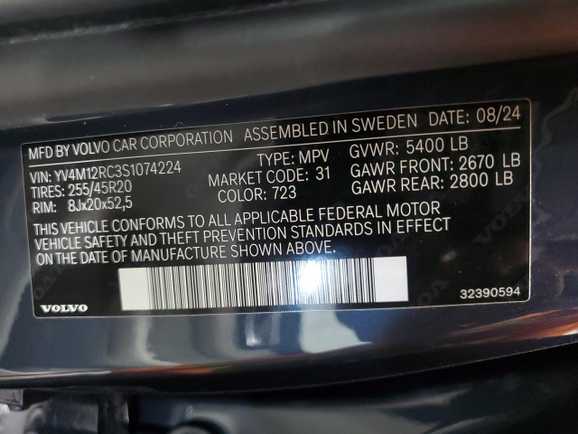 MFD BY VOLVO CAR CORPORATION ASSEMBLED IN SWEDEN DATE: 08/24
VIN: YV4M12RC3S1074224 TYPE: MPV GVWR: 5400 LB
TIRES: 255/45R20 MARKET CODE: 31 GAWR FRONT: 2670 LB
RIM: 8Jx20x52,5 COLOR: 723 GAWR REAR: 2800 LB
THIS VEHICLE CONFORMS TO ALL APPLICABLE FEDERAL MOTOR
VEHICLE SAFETY AND THEFT PREVENTION STANDARDS IN EFFECT
ON THE DATE OF MANUFACTURE SHOWN ABOVE.
VOLVO 32390594